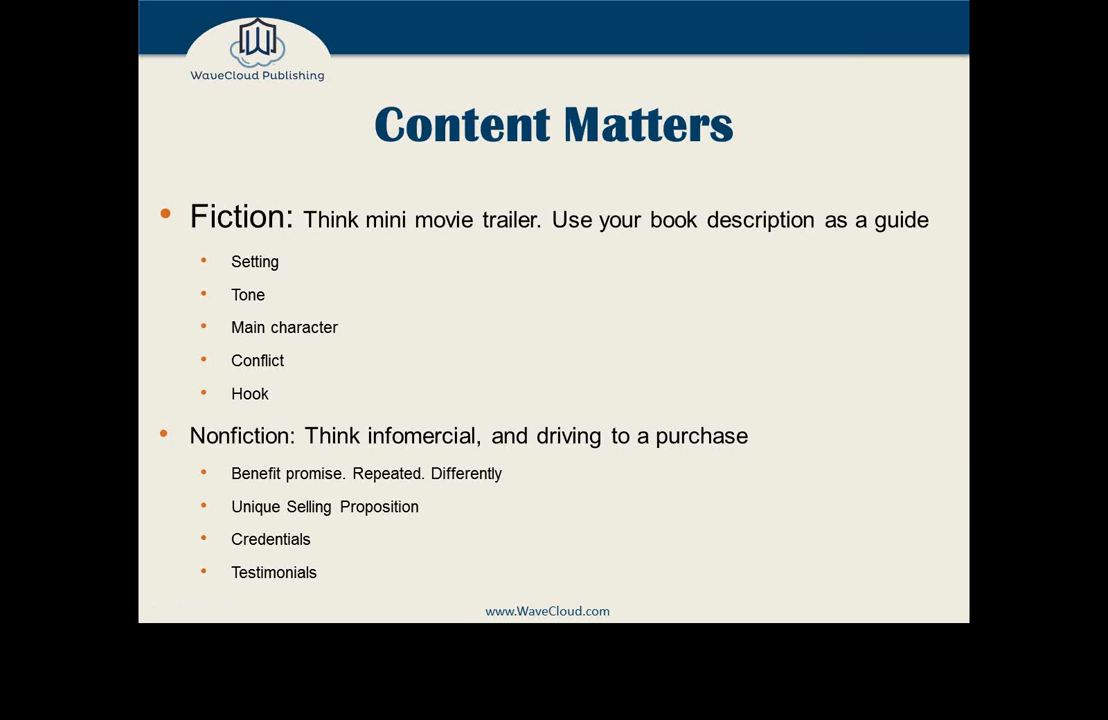 WaveCloud Publishing
Content Matters
Fiction: Think mini movie trailer. Use your book description as a guide
Setting
Tone
Main character
Conflict
Hook
Nonfiction: Think infomercial, and driving to a purchase
Benefit promise. Repeated. Differently
Unique Selling Proposition
Credentials
Testimonials
www.WaveCloud.com